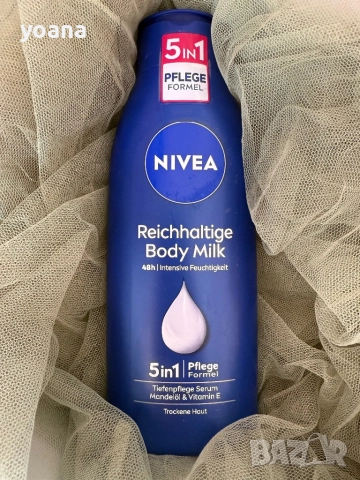 yoana
5 IN 1
PFLEGE
FORMEL
NIVEA
Reichhaltige
Body Milk
48h | Intensive Feuchtigkeit
5in1 | Pflege
Formel
Tiefenpflege Serum
Mandelöl & Vitamin E
Trockene Haut
BAZAR